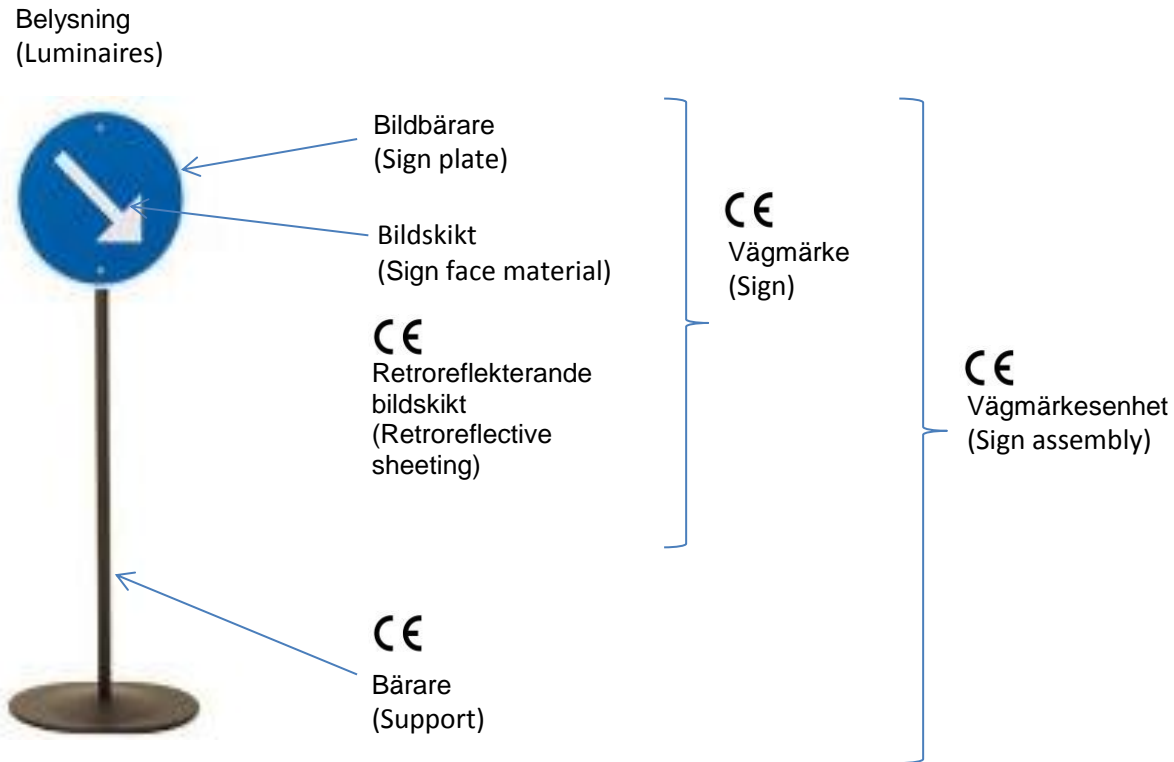 Belysning
(Luminaires)
Bildbärare
(Sign plate)
Bildskikt
(Sign face material)
CE
Retroreflekterande
bildskikt
(Retroreflective
sheeting)
CE
Bärare
(Support)
CE
Vägmärke
(Sign)
CE
Vägmärkesenhet
(Sign assembly)